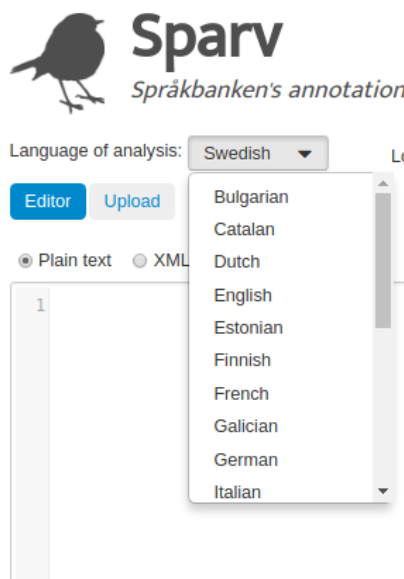 Sparv
Språkbanken's annotation
Language of analysis: Swedish
Editor Upload
Plain text XML
1
Bulgarian
Catalan
Dutch
English
Estonian
Finnish
French
Galician
German
Italian